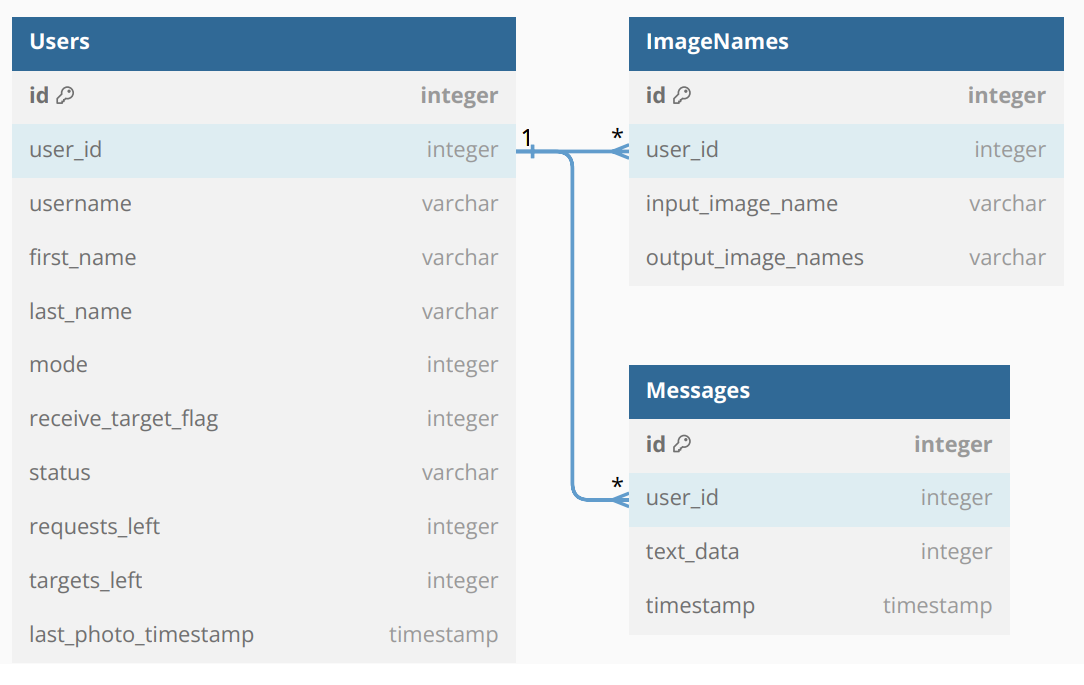 Users
id integer
user_id integer
username varchar
first_name varchar
last_name varchar
mode integer
receive_target_flag integer
status varchar
requests_left integer
targets_left integer
last_photo_timestamp timestamp
1
*
ImageNames
id integer
user_id integer
input_image_name varchar
output_image_names varchar
*
Messages
id integer
user_id integer
text_data integer
timestamp timestamp